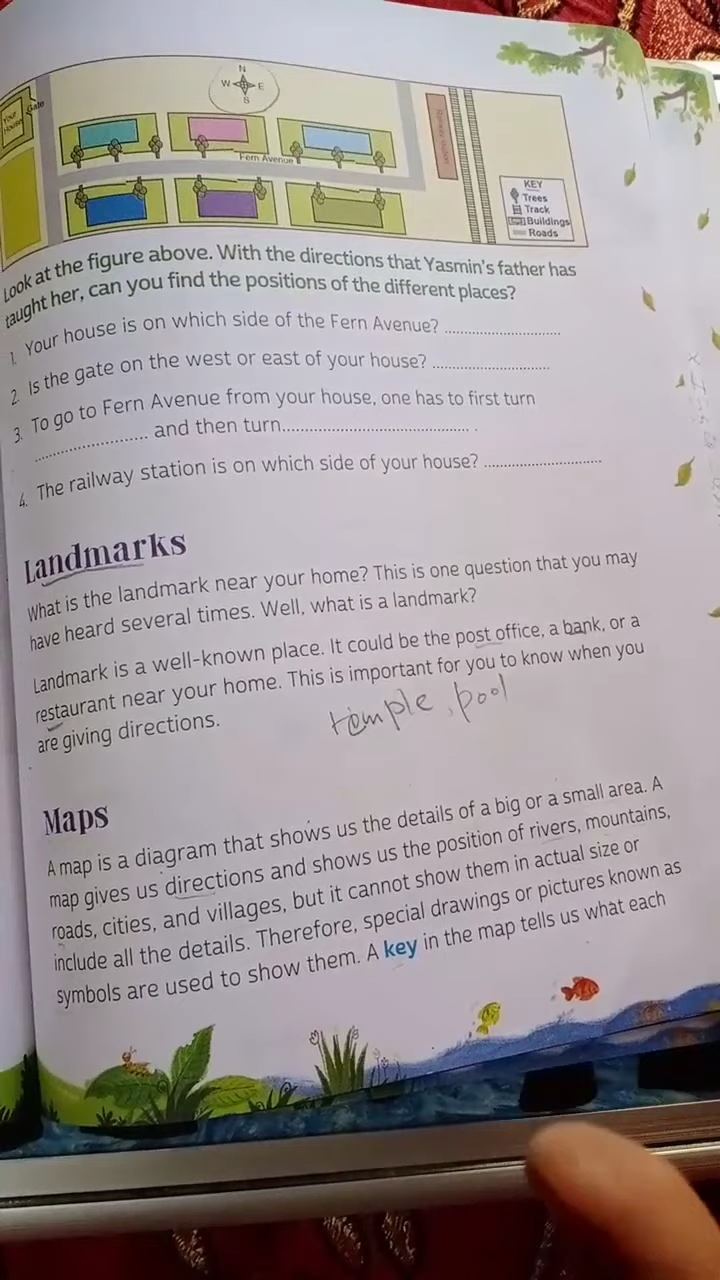 N
W E
S
Your House
Gate
Fern Avenue
KEY
Trees
Track
Buildings
Roads
Look at the figure above. With the directions that Yasmin's father has
taught her, can you find the positions of the different places?
1. Your house is on which side of the Fern Avenue? ..............................
2. Is the gate on the west or east of your house? ..............................
3. To go to Fern Avenue from your house, one has to first turn
.............................. and then turn.................................................. .
4. The railway station is on which side of your house? ..............................
Landmarks
What is the landmark near your home? This is one question that you may
have heard several times. Well, what is a landmark?
Landmark is a well-known place. It could be the post office, a bank, or a
restaurant near your home. This is important for you to know when you
are giving directions.
temple, pool
Maps
A map is a diagram that shows us the details of a big or a small area. A
map gives us directions and shows us the position of rivers, mountains,
roads, cities, and villages, but it cannot show them in actual size or
include all the details. Therefore, special drawings or pictures known as
symbols are used to show them. A key in the map tells us what each